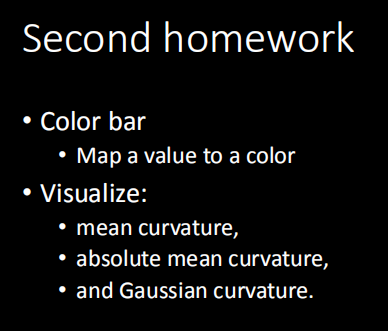 Second homework
• Color bar
• Map a value to a color
• Visualize:
• mean curvature,
• absolute mean curvature,
• and Gaussian curvature.